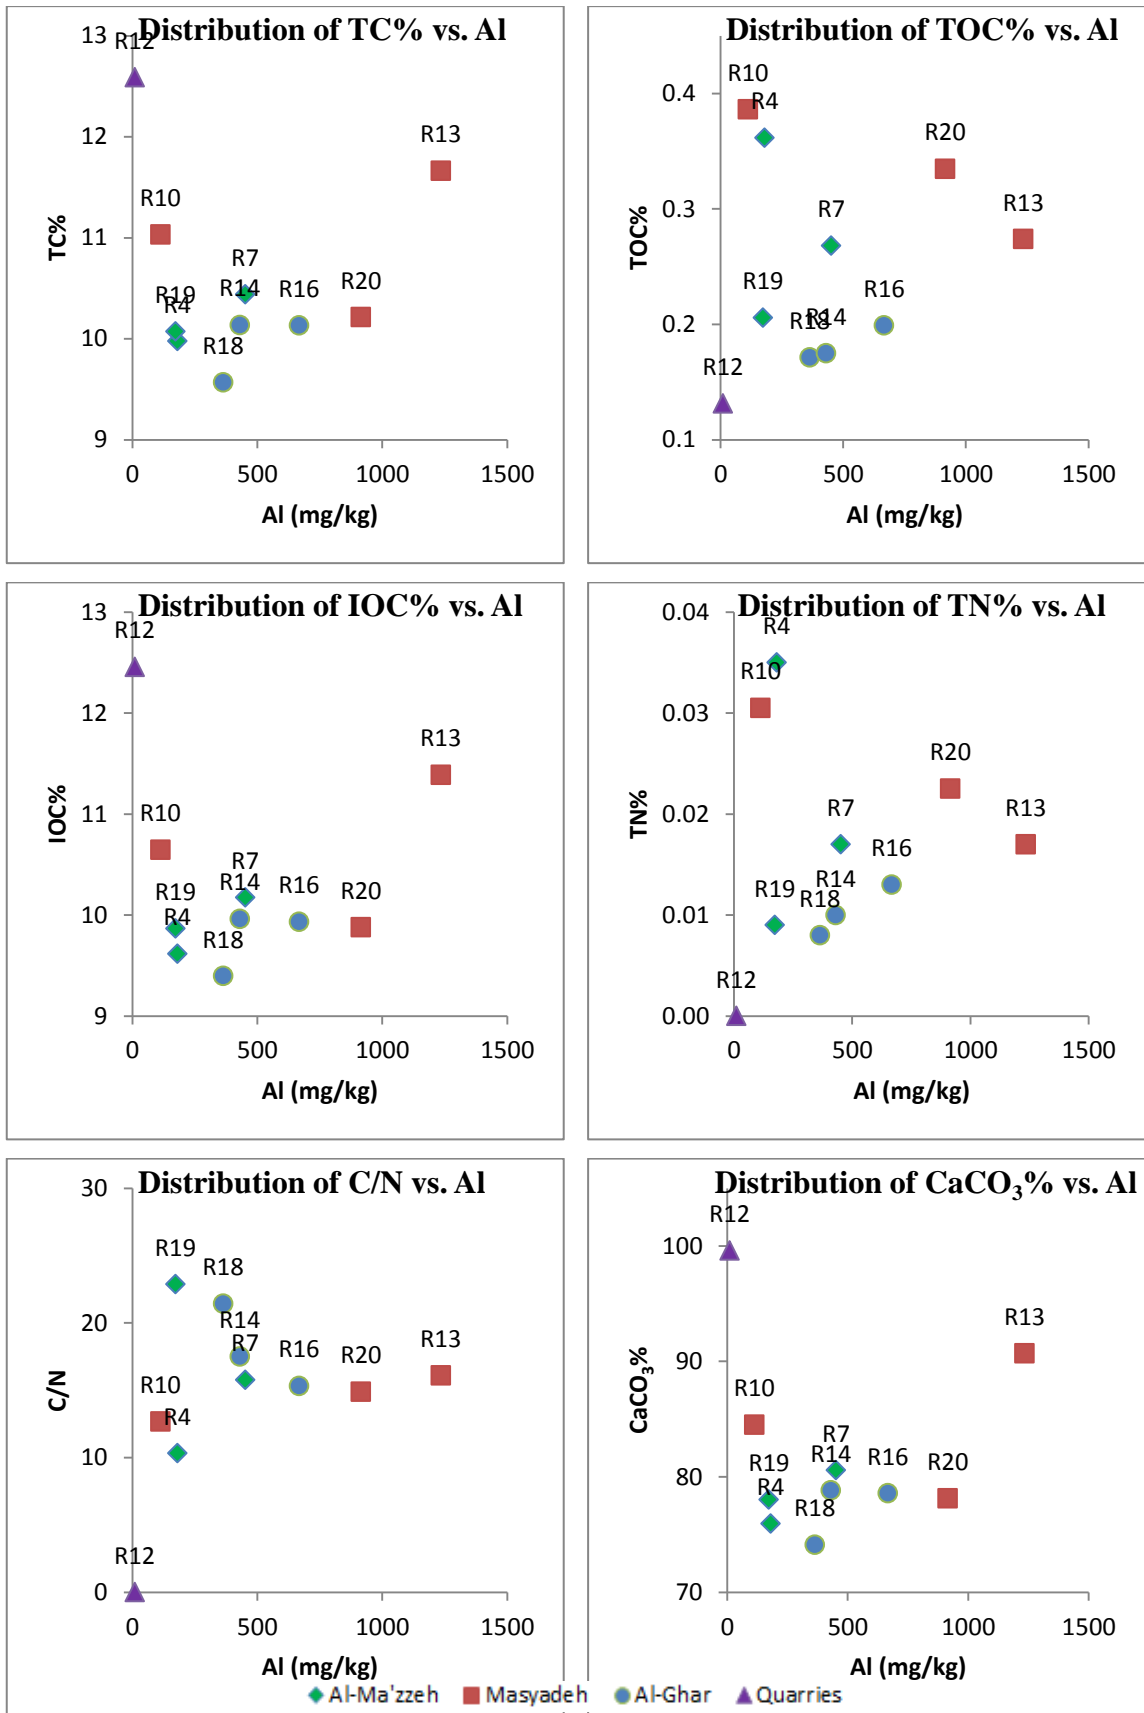 Distribution of TC% vs. Al
13
12
11
10
9
TC%
R12
R13
R10
R7
R19
R14
R16
R20
R4
R18
0
500
1000
1500
Al (mg/kg)
Distribution of TOC% vs. Al
0.4
0.3
0.2
0.1
TOC%
R10
R4
R20
R7
R13
R19
R16
R18
R14
R12
0
500
1000
1500
Al (mg/kg)
Distribution of IOC% vs. Al
13
12
11
10
9
IOC%
R12
R13
R10
R7
R19
R14
R16
R20
R4
R18
0
500
1000
1500
Al (mg/kg)
Distribution of TN% vs. Al
0.04
0.03
0.02
0.01
0.00
TN%
R4
R10
R20
R7
R13
R16
R19
R14
R18
R12
0
500
1000
1500
Al (mg/kg)
Distribution of C/N vs. Al
30
20
10
0
C/N
R19
R18
R14
R7
R16
R20
R13
R10
R4
R12
0
500
1000
1500
Al (mg/kg)
Distribution of CaCO₃% vs. Al
100
90
80
70
CaCO₃%
R12
R13
R10
R7
R19
R14
R16
R20
R4
R18
0
500
1000
1500
Al (mg/kg)
Al-Ma'zzeh Masyadeh Al-Ghar Quarries